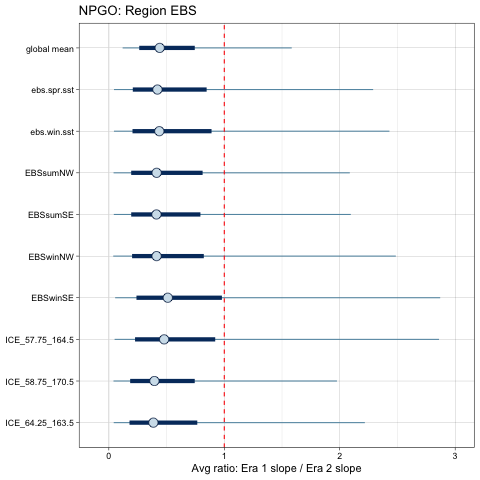 NPGO: Region EBS
global mean
ebs.spr.sst
ebs.win.sst
EBSsumNW
EBSsumSE
EBSwinNW
EBSwinSE
ICE_57.75_164.5
ICE_58.75_170.5
ICE_64.25_163.5
0 1 2 3
Avg ratio: Era 1 slope / Era 2 slope